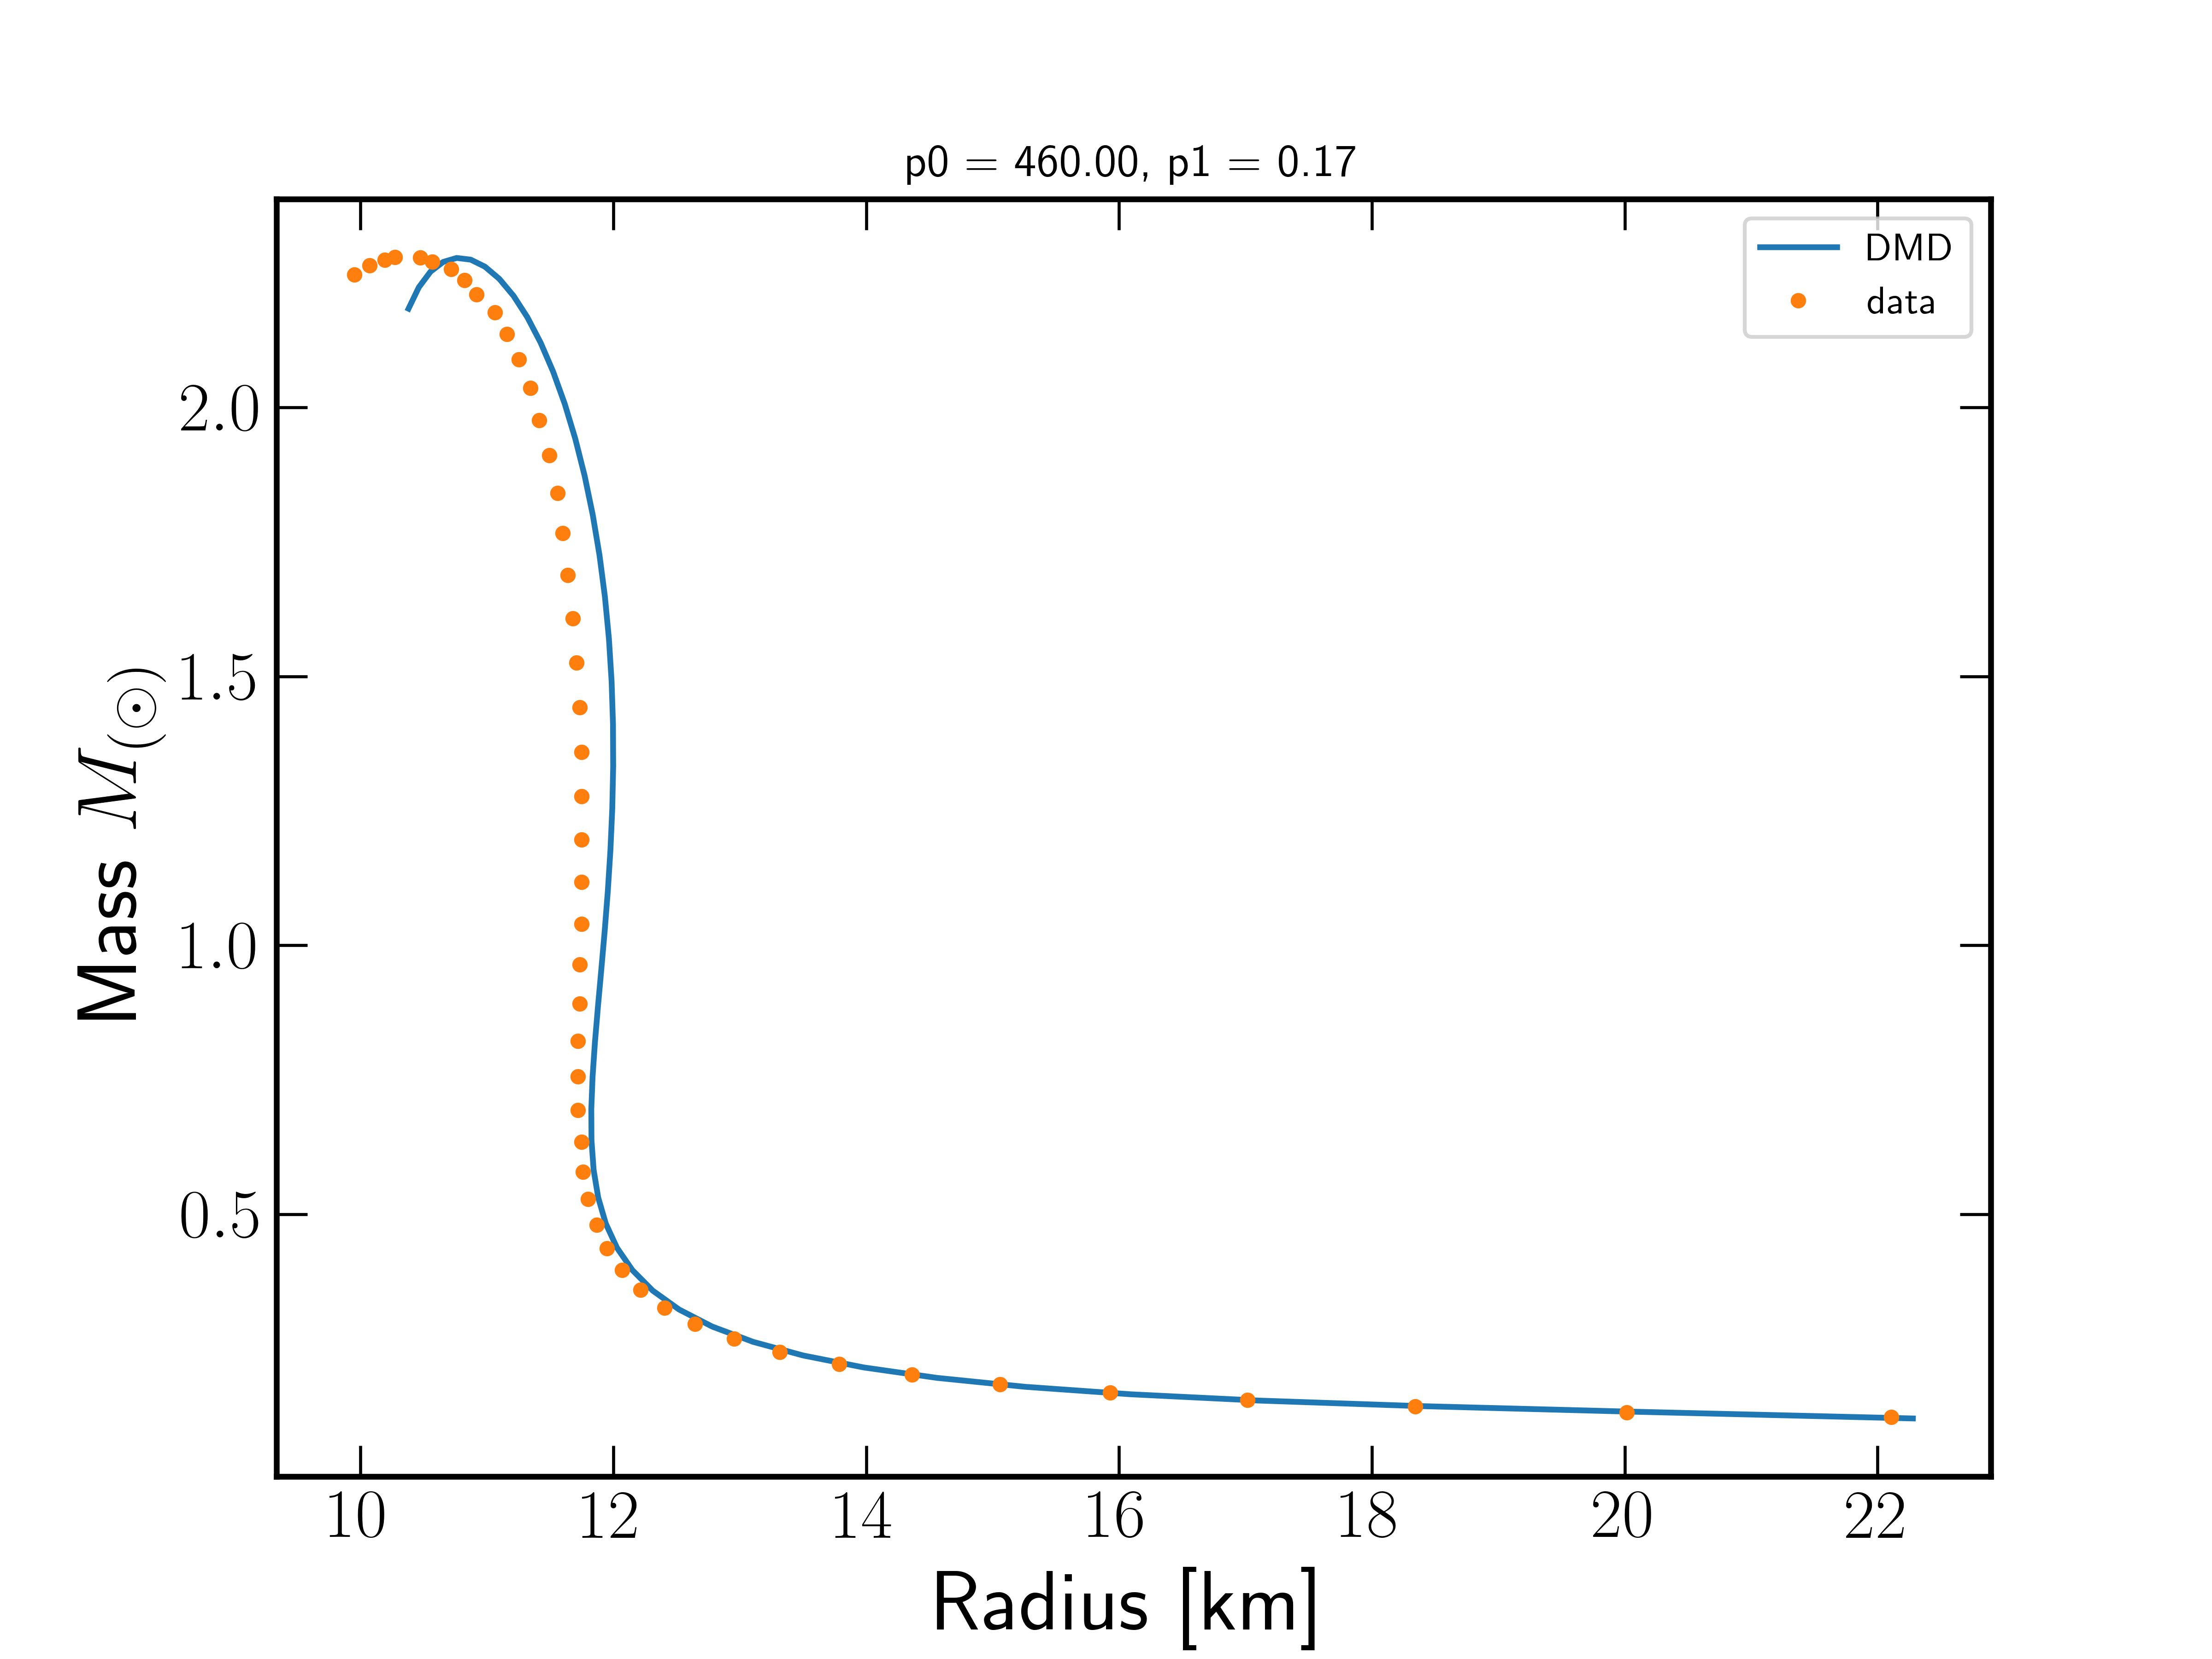 p0 = 460.00, p1 = 0.17
DMD
data
2.0
1.5
1.0
0.5
Mass M(⊙)
10 12 14 16 18 20 22
Radius [km]